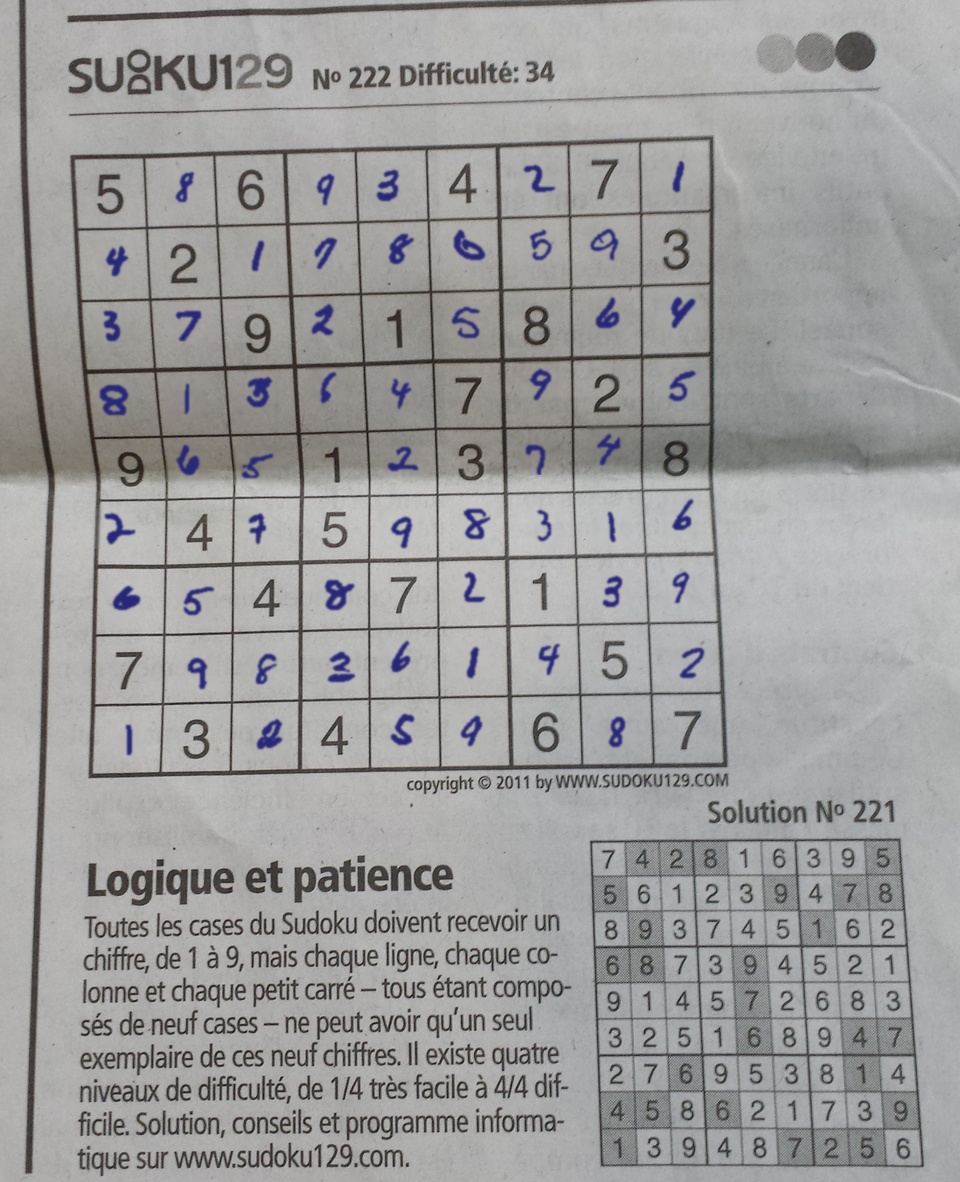 SUDOKU129 Nº 222 Difficulté: 34
5 8 6 9 3 4 2 7 1
4 2 1 7 8 6 5 9 3
3 7 9 2 1 5 8 6 4
8 1 3 6 4 7 9 2 5
9 6 5 1 2 3 7 4 8
2 4 7 5 9 8 3 1 6
6 5 4 8 7 2 1 3 9
7 9 8 3 6 1 4 5 2
1 3 2 4 5 9 6 8 7
copyright © 2011 by WWW.SUDOKU129.COM
Solution Nº 221
7 4 2 8 1 6 3 9 5
5 6 1 2 3 9 4 7 8
8 9 3 7 4 5 1 6 2
6 8 7 3 9 4 5 2 1
9 1 4 5 7 2 6 8 3
3 2 5 1 6 8 9 4 7
2 7 6 9 5 3 8 1 4
4 5 8 6 2 1 7 3 9
1 3 9 4 8 7 2 5 6
Logique et patience
Toutes les cases du Sudoku doivent recevoir un
chiffre, de 1 à 9, mais chaque ligne, chaque co-
lonne et chaque petit carré – tous étant compo-
sés de neuf cases – ne peut avoir qu'un seul
exemplaire de ces neuf chiffres. Il existe quatre
niveaux de difficulté, de 1/4 très facile à 4/4 dif-
ficile. Solution, conseils et programme informa-
tique sur www.sudoku129.com.